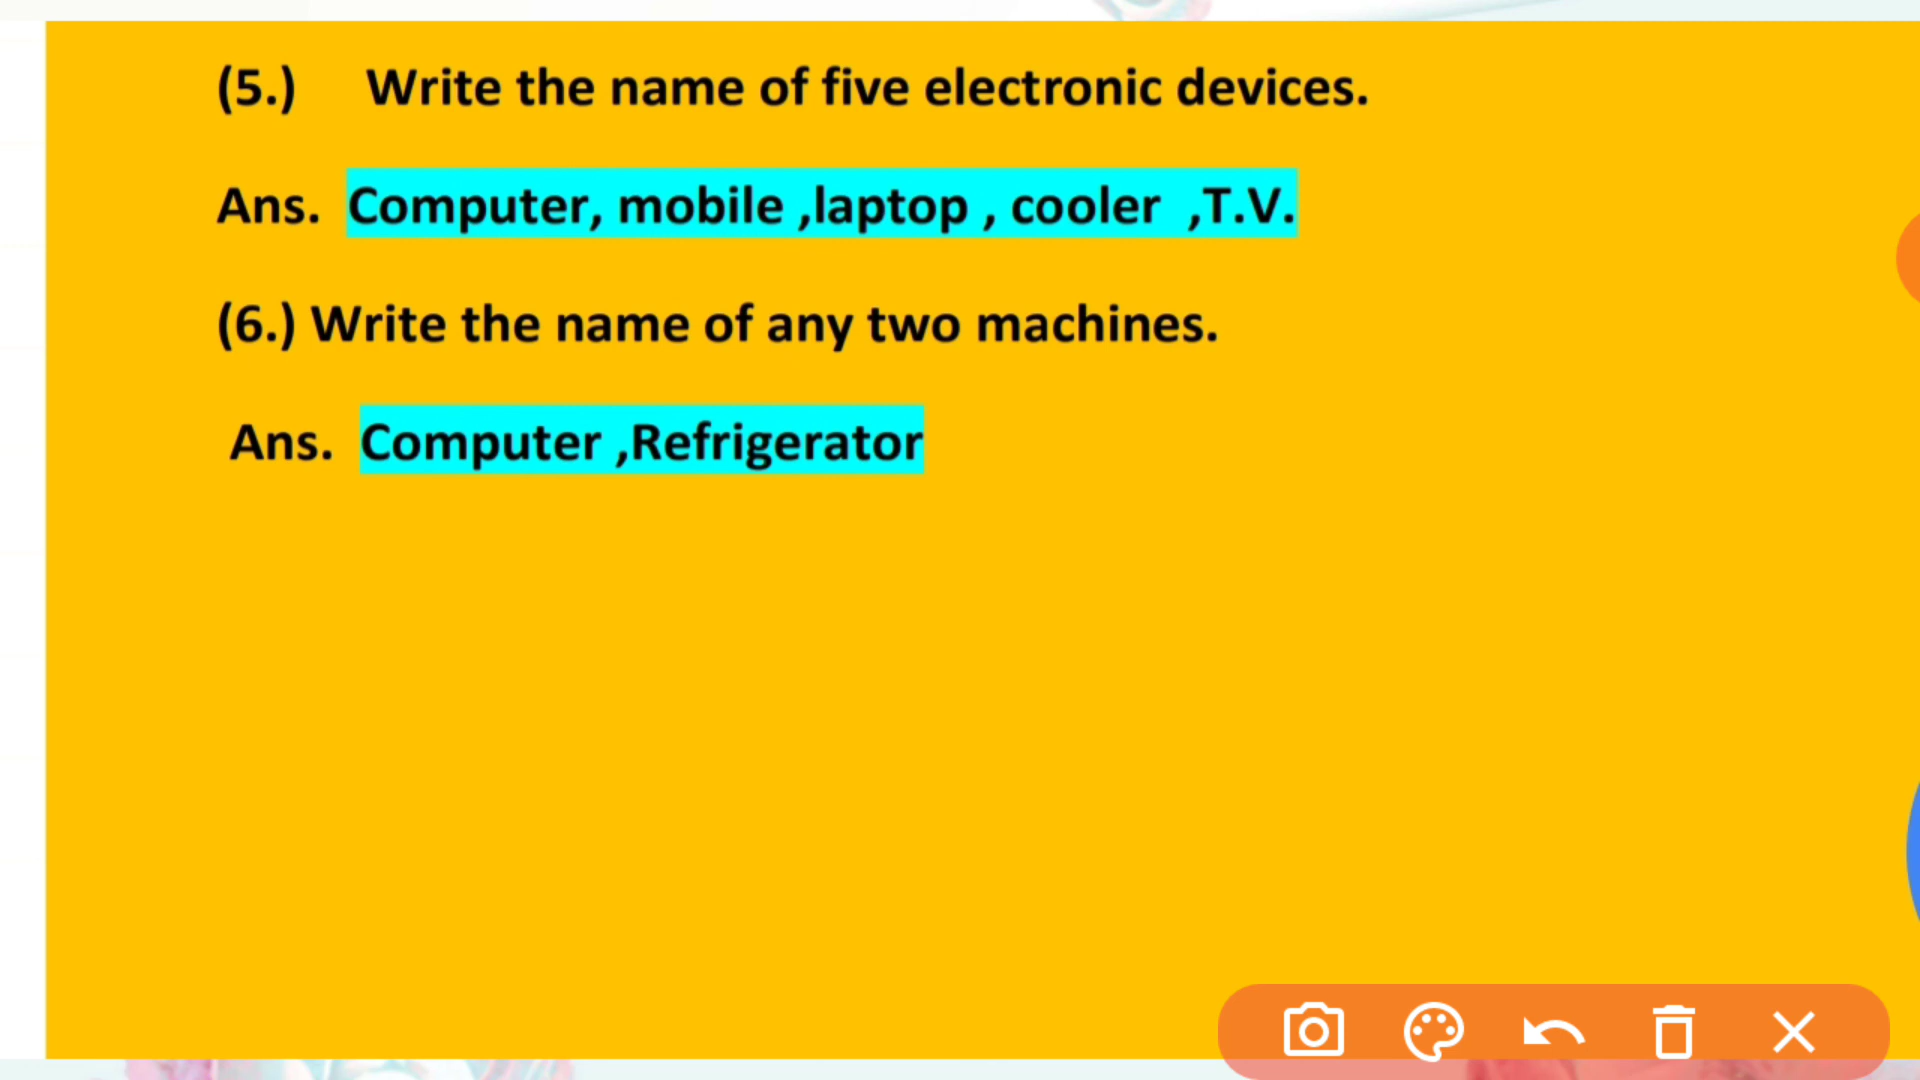 (5.) Write the name of five electronic devices.
Ans. Computer, mobile ,laptop , cooler ,T.V.
(6.) Write the name of any two machines.
Ans. Computer ,Refrigerator